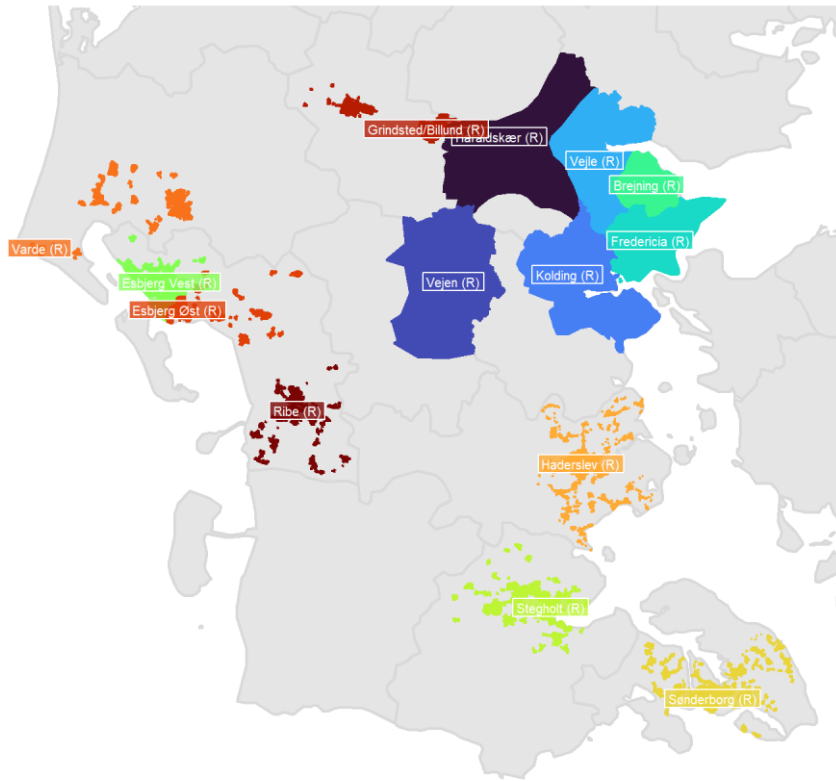 Grindsted/Billund (R)
Haraldskær (R)
Vejle (R)
Brejning (R)
Fredericia (R)
Varde (R)
Esbjerg Vest (R)
Kolding (R)
Vejen (R)
Esbjerg Øst (R)
Ribe (R)
Haderslev (R)
Stegholt (R)
Sønderborg (R)